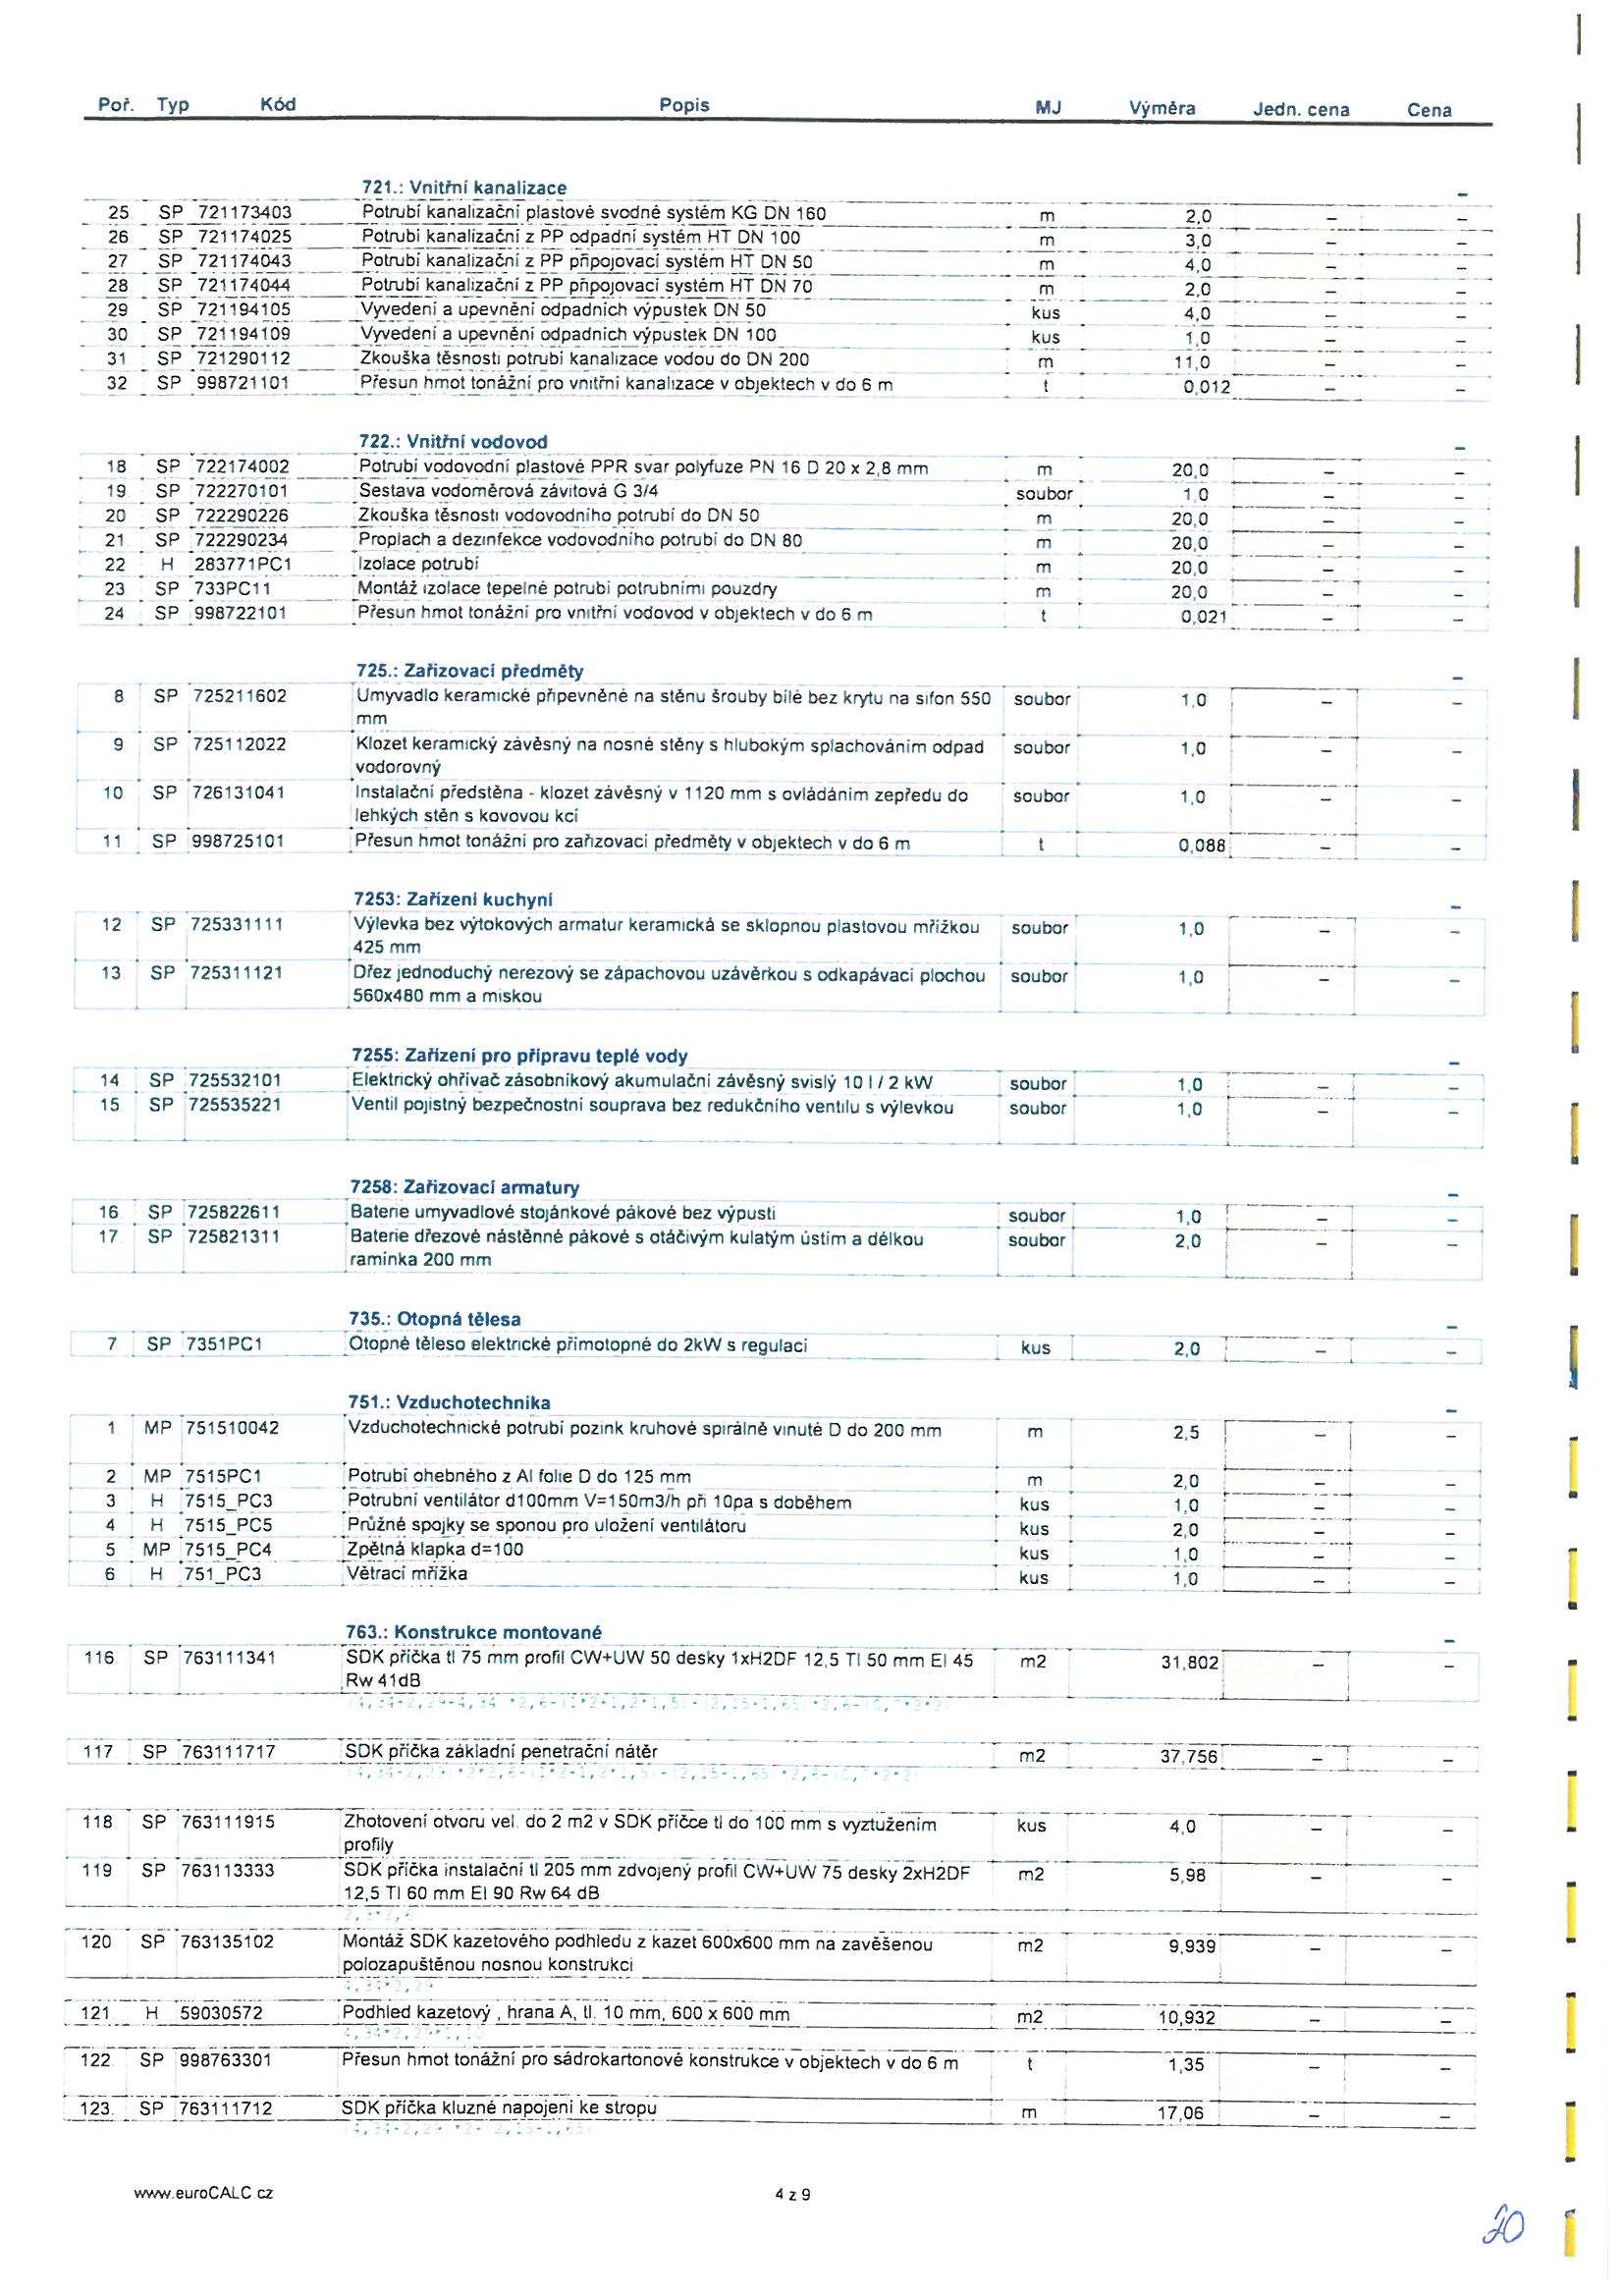 Poř. Typ Kód Popis MJ Výměra Jedn. cena Cena
721.: Vnitřní kanalizace –
25 SP 721173403 Potrubí kanalizační plastové svodné systém KG DN 160 m 2,0 – –
26 SP 721174025 Potrubí kanalizační z PP odpadní systém HT DN 100 m 3,0 – –
27 SP 721174043 Potrubí kanalizační z PP připojovací systém HT DN 50 m 4,0 – –
28 SP 721174044 Potrubí kanalizační z PP připojovací systém HT DN 70 m 2,0 – –
29 SP 721194105 Vyvedení a upevnění odpadních výpustek DN 50 kus 4,0 – –
30 SP 721194109 Vyvedení a upevnění odpadních výpustek DN 100 kus 1,0 – –
31 SP 721290112 Zkouška těsnosti potrubí kanalizace vodou do DN 200 m 11,0 – –
32 SP 998721101 Přesun hmot tonážní pro vnitřní kanalizace v objektech v do 6 m t 0,012 – –
722.: Vnitřní vodovod –
18 SP 722174002 Potrubí vodovodní plastové PPR svar polyfuze PN 16 D 20 x 2,8 mm m 20,0 – –
19 SP 722270101 Sestava vodoměrová závitová G 3/4 soubor 1,0 – –
20 SP 722290226 Zkouška těsnosti vodovodního potrubí do DN 50 m 20,0 – –
21 SP 722290234 Proplach a dezinfekce vodovodního potrubí do DN 80 m 20,0 – –
22 H 283771PC1 Izolace potrubí m 20,0 – –
23 SP 733PC11 Montáž izolace tepelné potrubí potrubními pouzdry m 20,0 – –
24 SP 998722101 Přesun hmot tonážní pro vnitřní vodovod v objektech v do 6 m t 0,021 – –
725.: Zařizovací předměty –
8 SP 725211602 Umyvadlo keramické připevněné na stěnu šrouby bílé bez krytu na sifon 550 soubor 1,0 – –
mm
9 SP 725112022 Klozet keramický závěsný na nosné stěny s hlubokým splachováním odpad soubor 1,0 – –
vodorovný
10 SP 726131041 Instalační předstěna - klozet závěsný v 1120 mm s ovládáním zepředu do soubor 1,0 – –
lehkých stěn s kovovou kcí
11 SP 998725101 Přesun hmot tonážní pro zařizovací předměty v objektech v do 6 m t 0,088 – –
7253: Zařízení kuchyní –
12 SP 725331111 Výlevka bez výtokových armatur keramická se sklopnou plastovou mřížkou soubor 1,0 – –
425 mm
13 SP 725311121 Dřez jednoduchý nerezový se zápachovou uzávěrkou s odkapávací plochou soubor 1,0 – –
560x480 mm a miskou
7255: Zařízení pro přípravu teplé vody –
14 SP 725532101 Elektrický ohřívač zásobníkový akumulační závěsný svislý 10 l / 2 kW soubor 1,0 – –
15 SP 725535221 Ventil pojistný bezpečnostní souprava bez redukčního ventilu s výlevkou soubor 1,0 – –
7258: Zařizovací armatury –
16 SP 725822611 Baterie umyvadlové stojánkové pákové bez výpusti soubor 1,0 – –
17 SP 725821311 Baterie dřezové nástěnné pákové s otáčivým kulatým ústím a délkou soubor 2,0 – –
ramínka 200 mm
735.: Otopná tělesa –
7 SP 7351PC1 Otopné těleso elektrické přímotopné do 2kW s regulací kus 2,0 – –
751.: Vzduchotechnika –
1 MP 751510042 Vzduchotechnické potrubí pozink kruhové spirálně vinuté D do 200 mm m 2,5 – –
2 MP 7515PC1 Potrubí ohebného z Al folie D do 125 mm m 2,0 – –
3 H 7515_PC3 Potrubní ventilátor d100mm V=150m3/h při 10pa s doběhem kus 1,0 – –
4 H 7515_PC5 Průžné spojky se sponou pro uložení ventilátoru kus 2,0 – –
5 MP 7515_PC4 Zpětná klapka d=100 kus 1,0 – –
6 H 751_PC3 Větrací mřížka kus 1,0 – –
763.: Konstrukce montované –
116 SP 763111341 SDK příčka tl 75 mm profil CW+UW 50 desky 1xH2DF 12,5 TI 50 mm EI 45 m2 31,802 – –
Rw 41dB
117 SP 763111717 SDK příčka základní penetrační nátěr m2 37,756 – –
118 SP 763111915 Zhotovení otvoru vel. do 2 m2 v SDK příčce tl do 100 mm s vyztužením kus 4,0 – –
profily
119 SP 763113333 SDK příčka instalační tl 205 mm zdvojený profil CW+UW 75 desky 2xH2DF m2 5,98 – –
12,5 TI 60 mm EI 90 Rw 64 dB
2,3*2,6
120 SP 763135102 Montáž SDK kazetového podhledu z kazet 600x600 mm na zavěšenou m2 9,939 – –
polozapuštěnou nosnou konstrukci
4,34*2,29
121 H 59030572 Podhled kazetový , hrana A, tl. 10 mm, 600 x 600 mm m2 10,932 – –
4,34*2,29*1,10
122 SP 998763301 Přesun hmot tonážní pro sádrokartonové konstrukce v objektech v do 6 m t 1,35 – –
123 SP 763111712 SDK příčka kluzné napojení ke stropu m 17,06 – –
www.euroCALC.cz 4 z 9